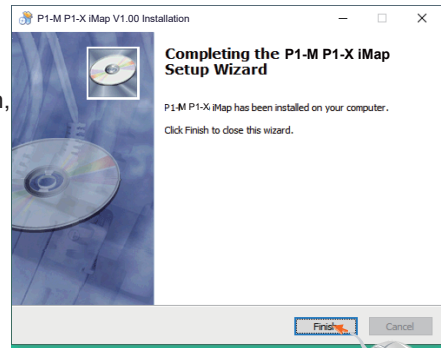 P1-M P1-X iMap V1.00 Installation
Completing the P1-M P1-X iMap
Setup Wizard
P1-M P1-X iMap has been installed on your computer.
Click Finish to close this wizard.
Finish
Cancel